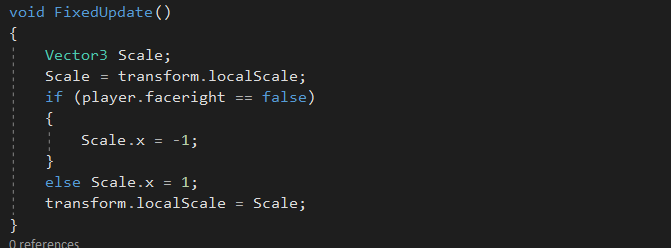 void FixedUpdate()
{
    Vector3 Scale;
    Scale = transform.localScale;
    if (player.faceright == false)
    {
        Scale.x = -1;
    }
    else Scale.x = 1;
    transform.localScale = Scale;
}
0 references